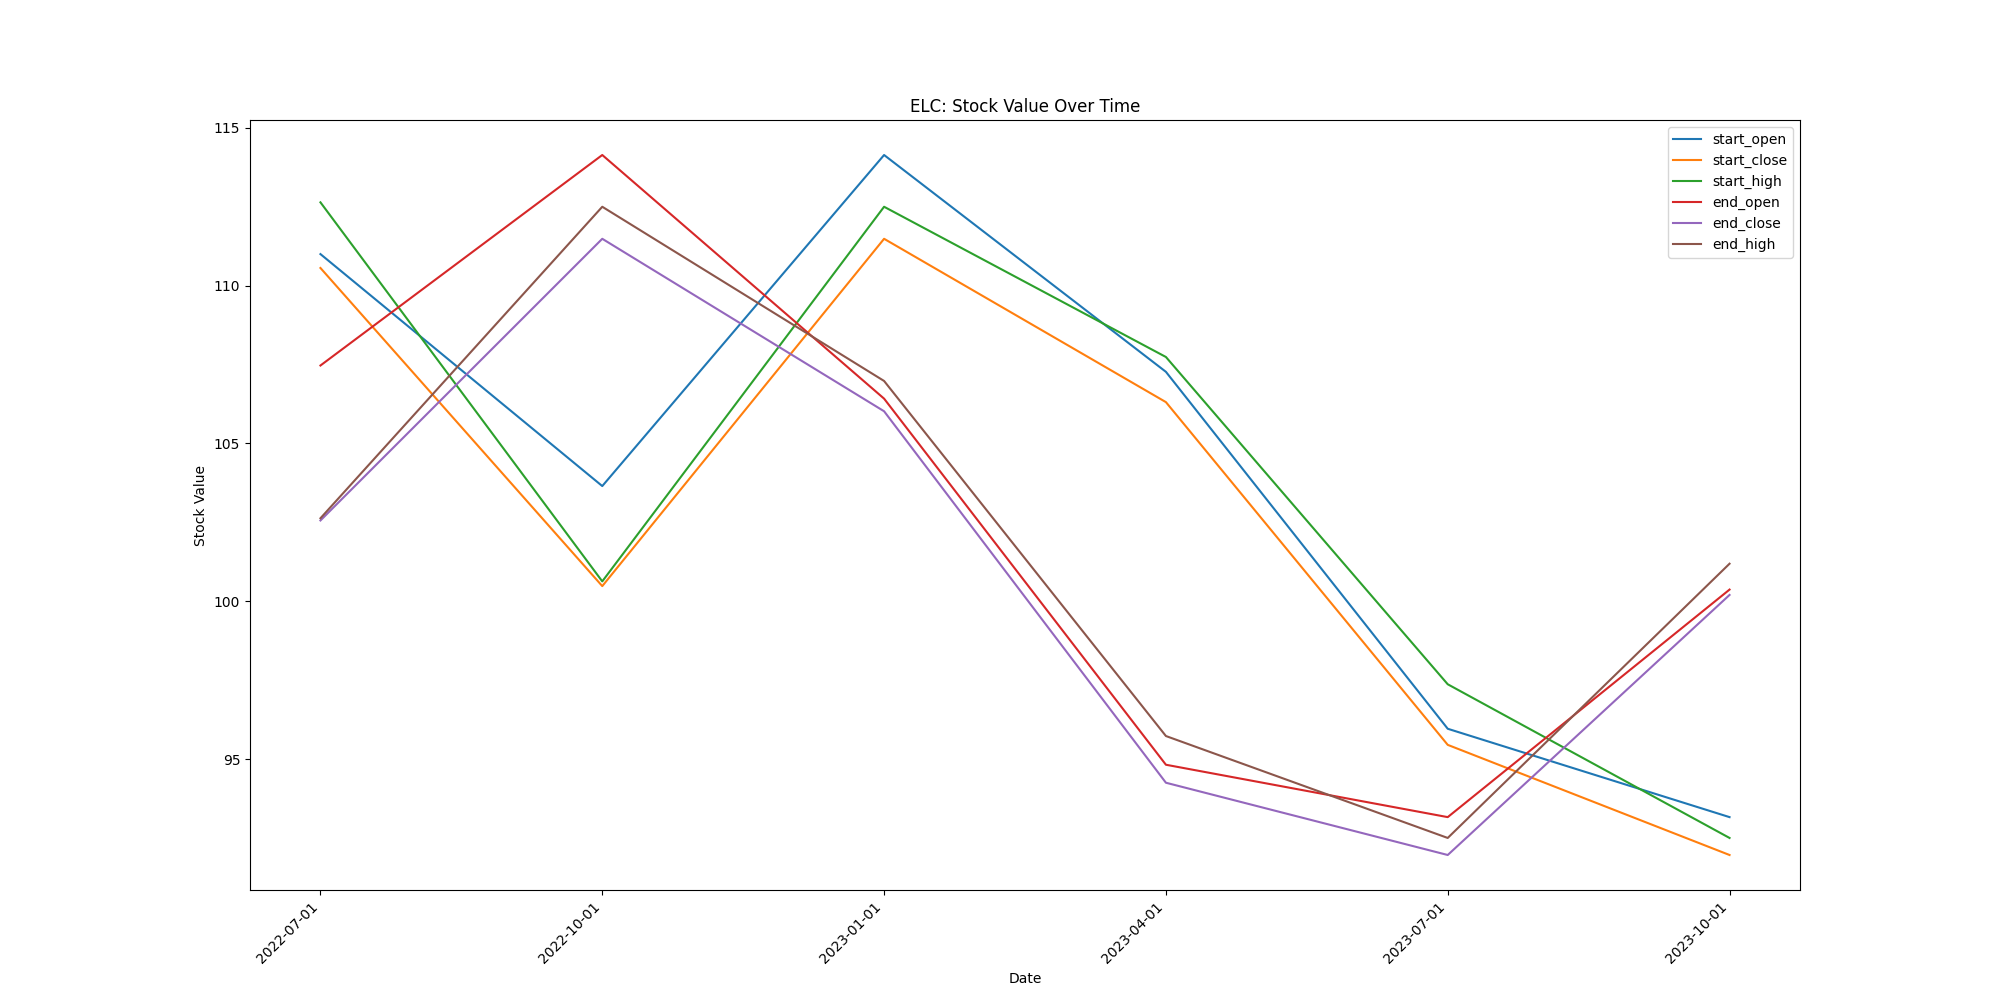 ELC: Stock Value Over Time
115
110
105
100
95
Stock Value
start_open
start_close
start_high
end_open
end_close
end_high
2022-07-01
2022-10-01
2023-01-01
2023-04-01
2023-07-01
2023-10-01
Date